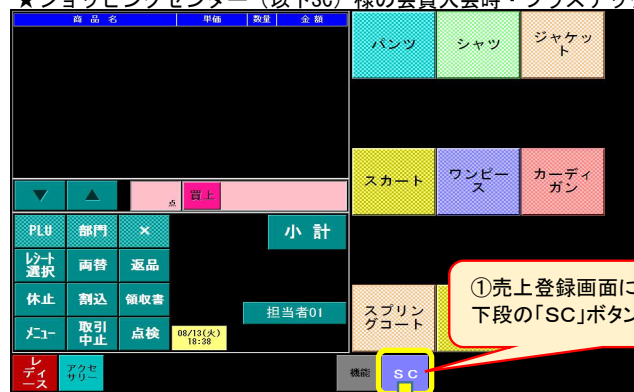 ★ショッピングセンター（以下SC）様の会員入会時・プラスチック
商 品 名 単価 数量 金 額
パンツ
シャツ
ジャケット
スカート
ワンピース
カーディガン
▼ ▲ 点 買上
PLU 部門 × 小 計
レシート選択 両替 返品
休止 割込 領収書
担当者01
ﾒﾆｭｰ 取引中止 点検
08/13(火)
18:38
スプリングコート
①売上登録画面に
下段の「SC」ボタン
レディース
アクセサリー
機能
ＳＣ